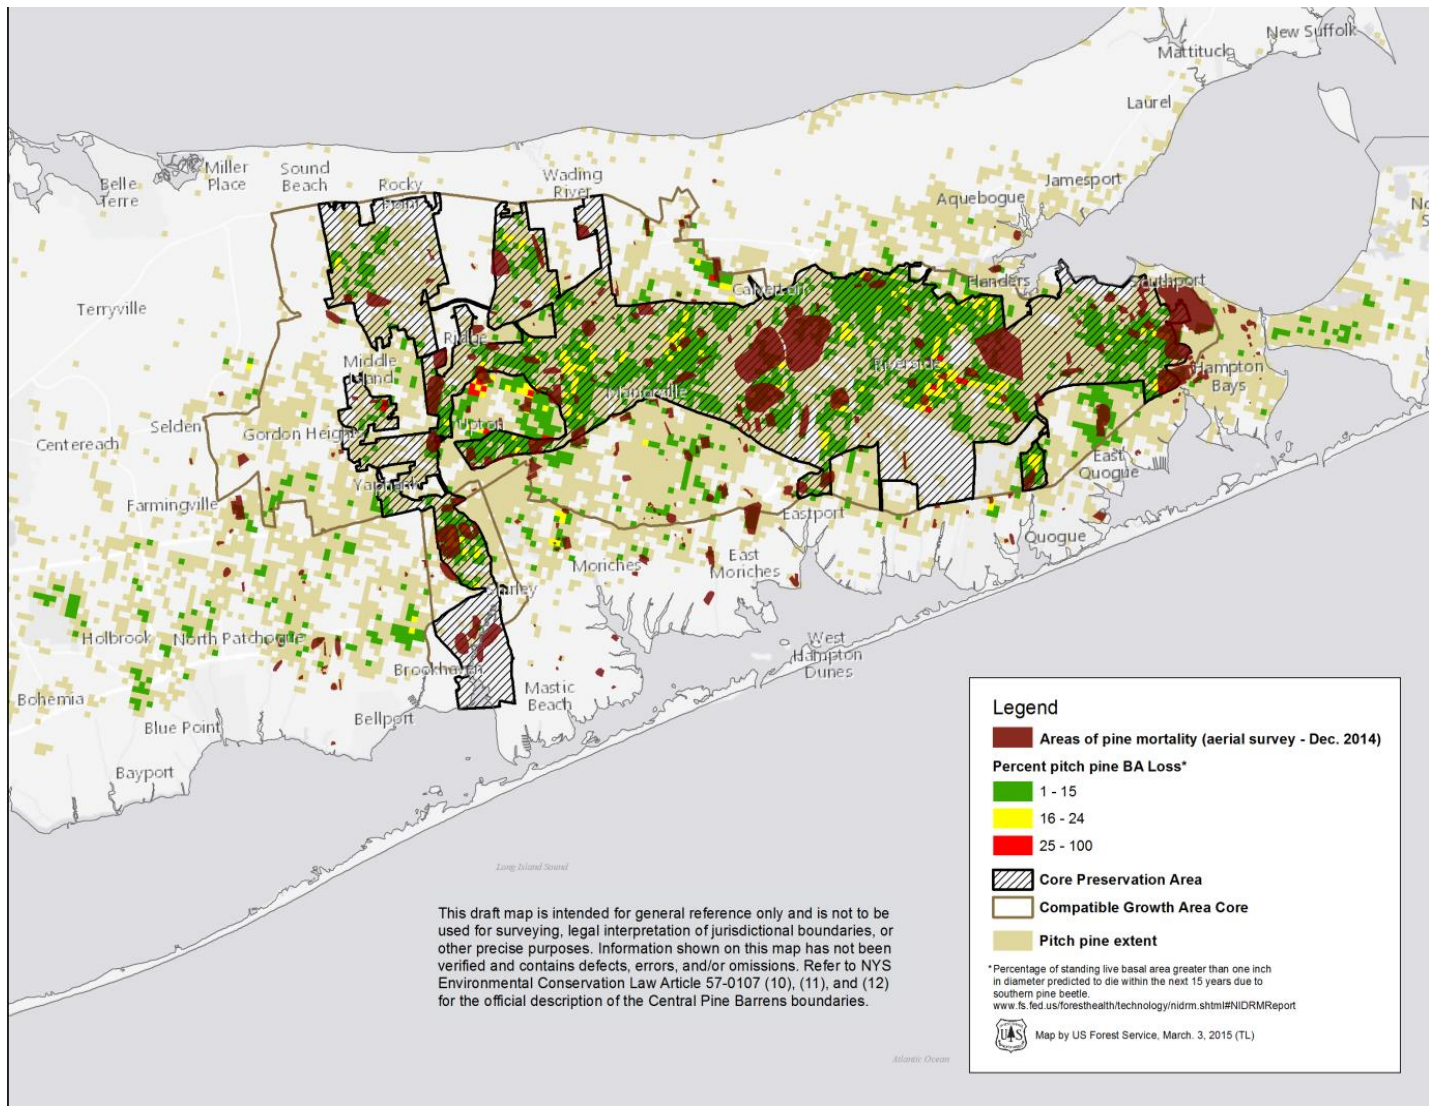 New Suffolk
Mattituck
Laurel
Miller
Place
Sound
Beach
Wading
River
Belle
Terre
Rocky
Point
Jamesport
Aquebogue
Calverton
Flanders
Southport
Terryville
Ridge
Middle
Island
Riverside
Manorville
Hampton
Bays
Selden
Gordon Heights
Upton
Centereach
Yaphank
East
Quogue
Farmingville
Eastport
Quogue
Moriches
East
Moriches
Shirley
Holbrook
North Patchogue
West
Hampton
Dunes
Brookhaven
Mastic
Beach
Bohemia
Bellport
Blue Point
Bayport
Long Island Sound
Atlantic Ocean
This draft map is intended for general reference only and is not to be
used for surveying, legal interpretation of jurisdictional boundaries, or
other precise purposes. Information shown on this map has not been
verified and contains defects, errors, and/or omissions. Refer to NYS
Environmental Conservation Law Article 57-0107 (10), (11), and (12)
for the official description of the Central Pine Barrens boundaries.
Legend
Areas of pine mortality (aerial survey - Dec. 2014)
Percent pitch pine BA Loss*
1 - 15
16 - 24
25 - 100
Core Preservation Area
Compatible Growth Area Core
Pitch pine extent
*Percentage of standing live basal area greater than one inch
in diameter predicted to die within the next 15 years due to
southern pine beetle.
www.fs.fed.us/foresthealth/technology/nidrm.shtml#NIDRMReport
Map by US Forest Service, March. 3, 2015 (TL)